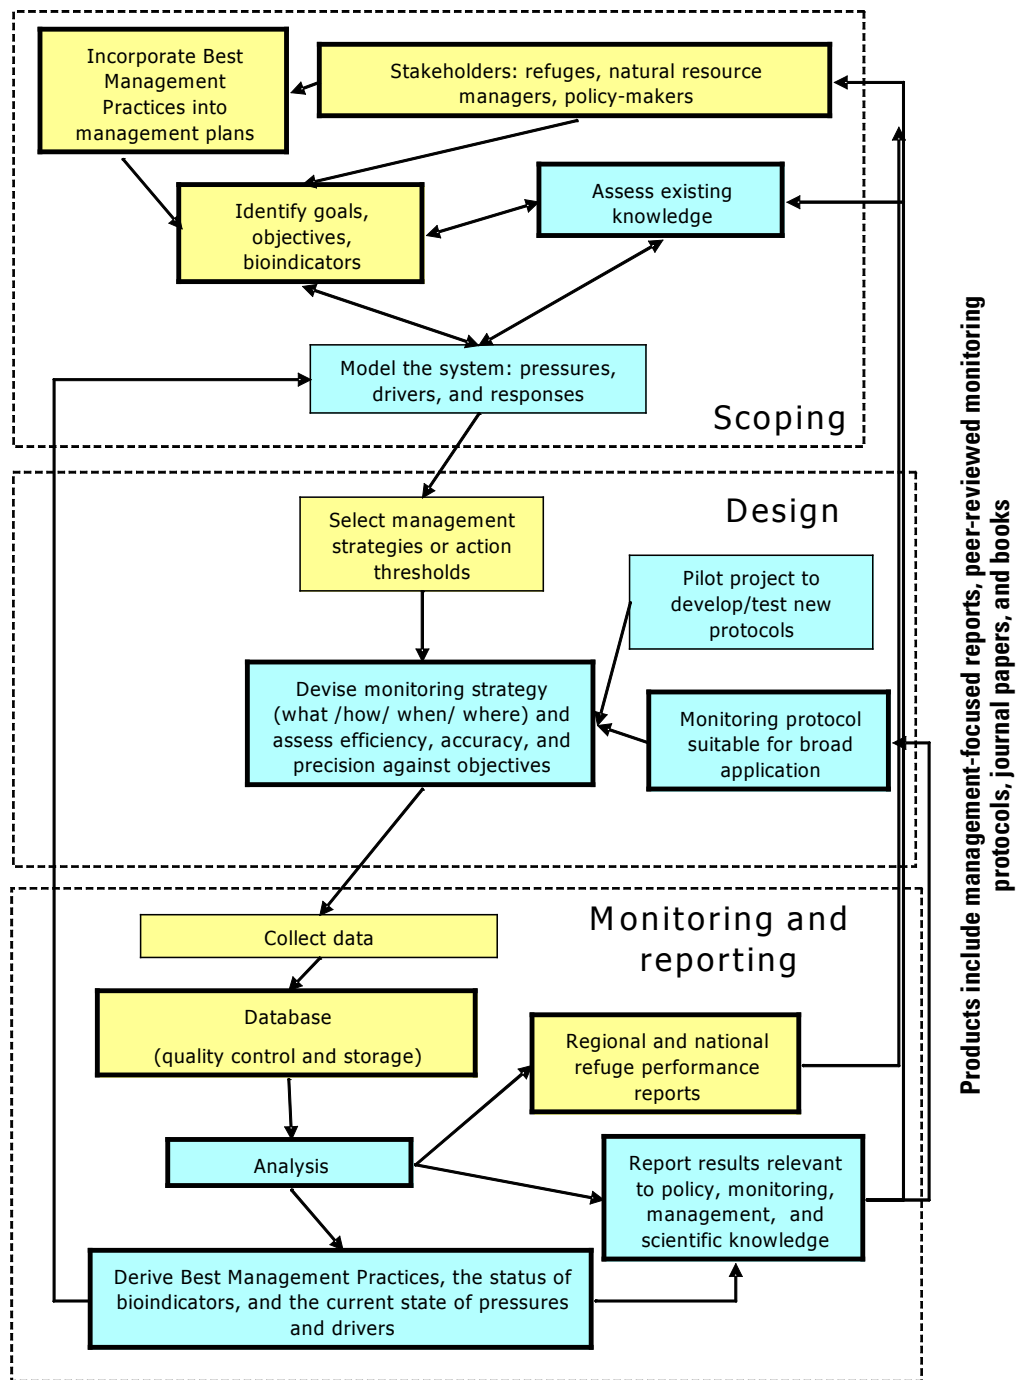 Incorporate Best
Management
Practices into
management plans
Stakeholders: refuges, natural resource
managers, policy-makers
Identify goals,
objectives,
bioindicators
Assess existing
knowledge
Model the system: pressures,
drivers, and responses
Scoping
Design
Select management
strategies or action
thresholds
Pilot project to
develop/test new
protocols
Devise monitoring strategy
(what /how/ when/ where) and
assess efficiency, accuracy, and
precision against objectives
Monitoring protocol
suitable for broad
application
Monitoring and
reporting
Collect data
Database
(quality control and storage)
Regional and national
refuge performance
reports
Analysis
Report results relevant
to policy, monitoring,
management, and
scientific knowledge
Derive Best Management Practices, the status of
bioindicators, and the current state of pressures
and drivers
Products include management-focused reports, peer-reviewed monitoring
protocols, journal papers, and books